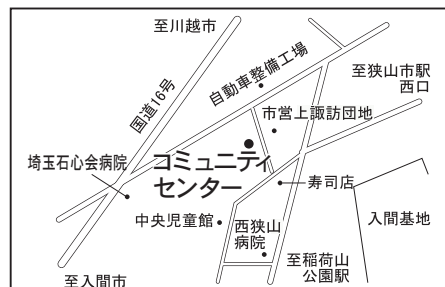 至川越市
国道16号
自動車整備工場
至狭山市駅
西口
市営上諏訪団地
埼玉石心会病院
コミュニティ
センター
寿司店
中央児童館
西狭山
病院
入間基地
至稲荷山
公園駅
至入間市